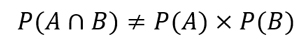 P(A ∩ B) ≠ P(A) × P(B)